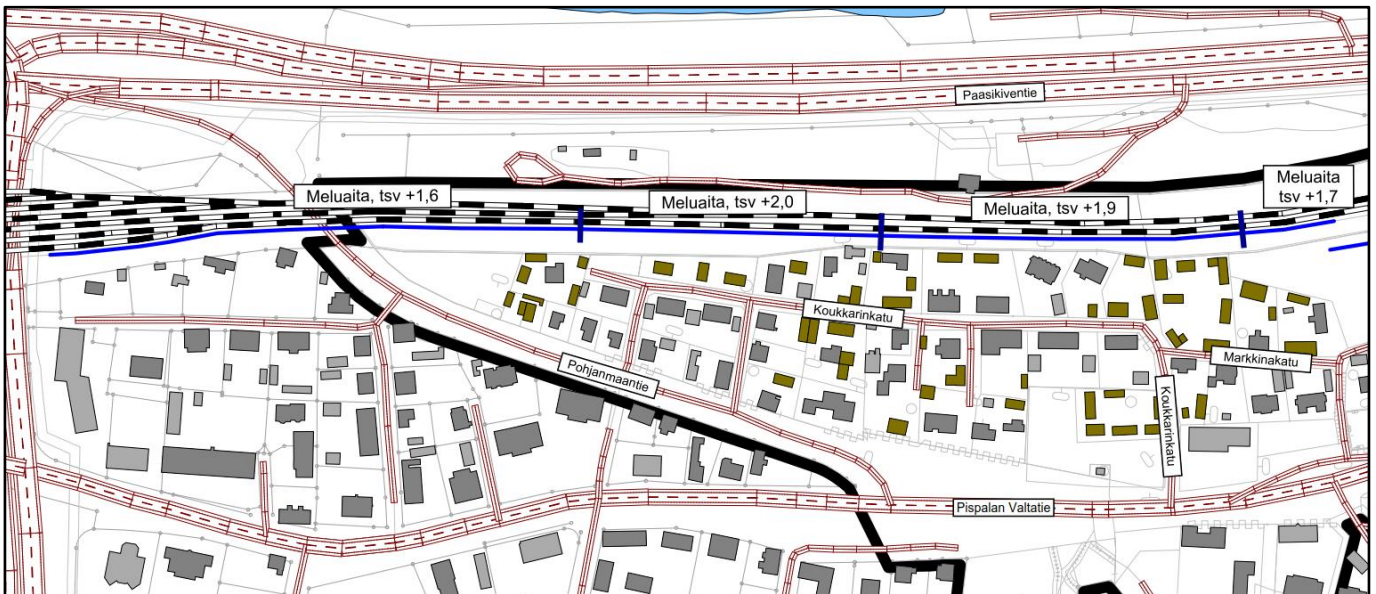 Paasikiventie
Meluaita, tsv +1,6
Meluaita, tsv +2,0
Meluaita, tsv +1,9
Meluaita
tsv +1,7
Koukkarinkatu
Pohjanmaantie
Markkinakatu
Koukkarinkatu
Pispalan Valtatie